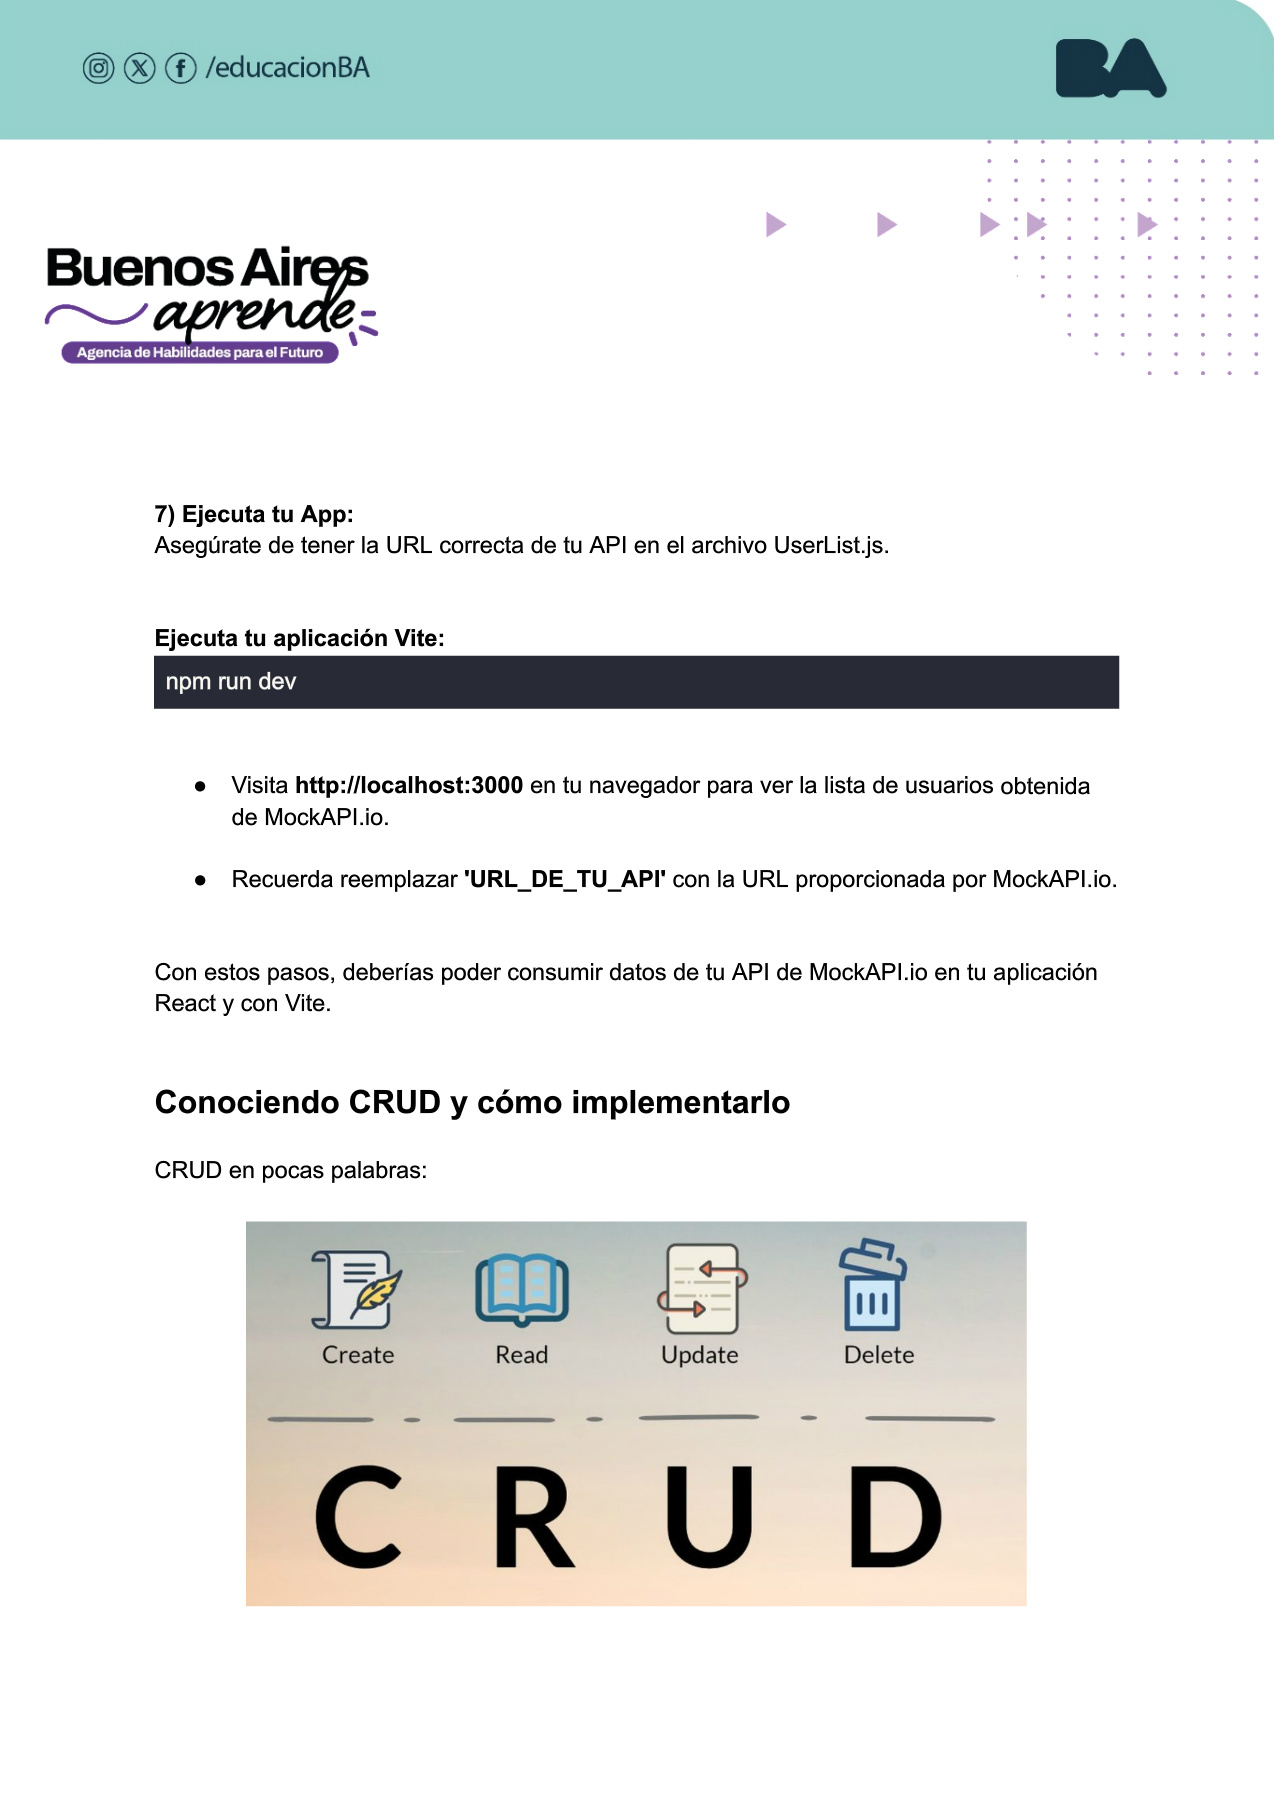 /educacionBA
BA
Buenos Aires
aprende
Agencia de Habilidades para el Futuro
7) Ejecuta tu App:
Asegúrate de tener la URL correcta de tu API en el archivo UserList.js.
Ejecuta tu aplicación Vite:
npm run dev
● Visita http://localhost:3000 en tu navegador para ver la lista de usuarios obtenida
de MockAPI.io.
● Recuerda reemplazar 'URL_DE_TU_API' con la URL proporcionada por MockAPI.io.
Con estos pasos, deberías poder consumir datos de tu API de MockAPI.io en tu aplicación
React y con Vite.
Conociendo CRUD y cómo implementarlo
CRUD en pocas palabras:
Create Read Update Delete
C R U D